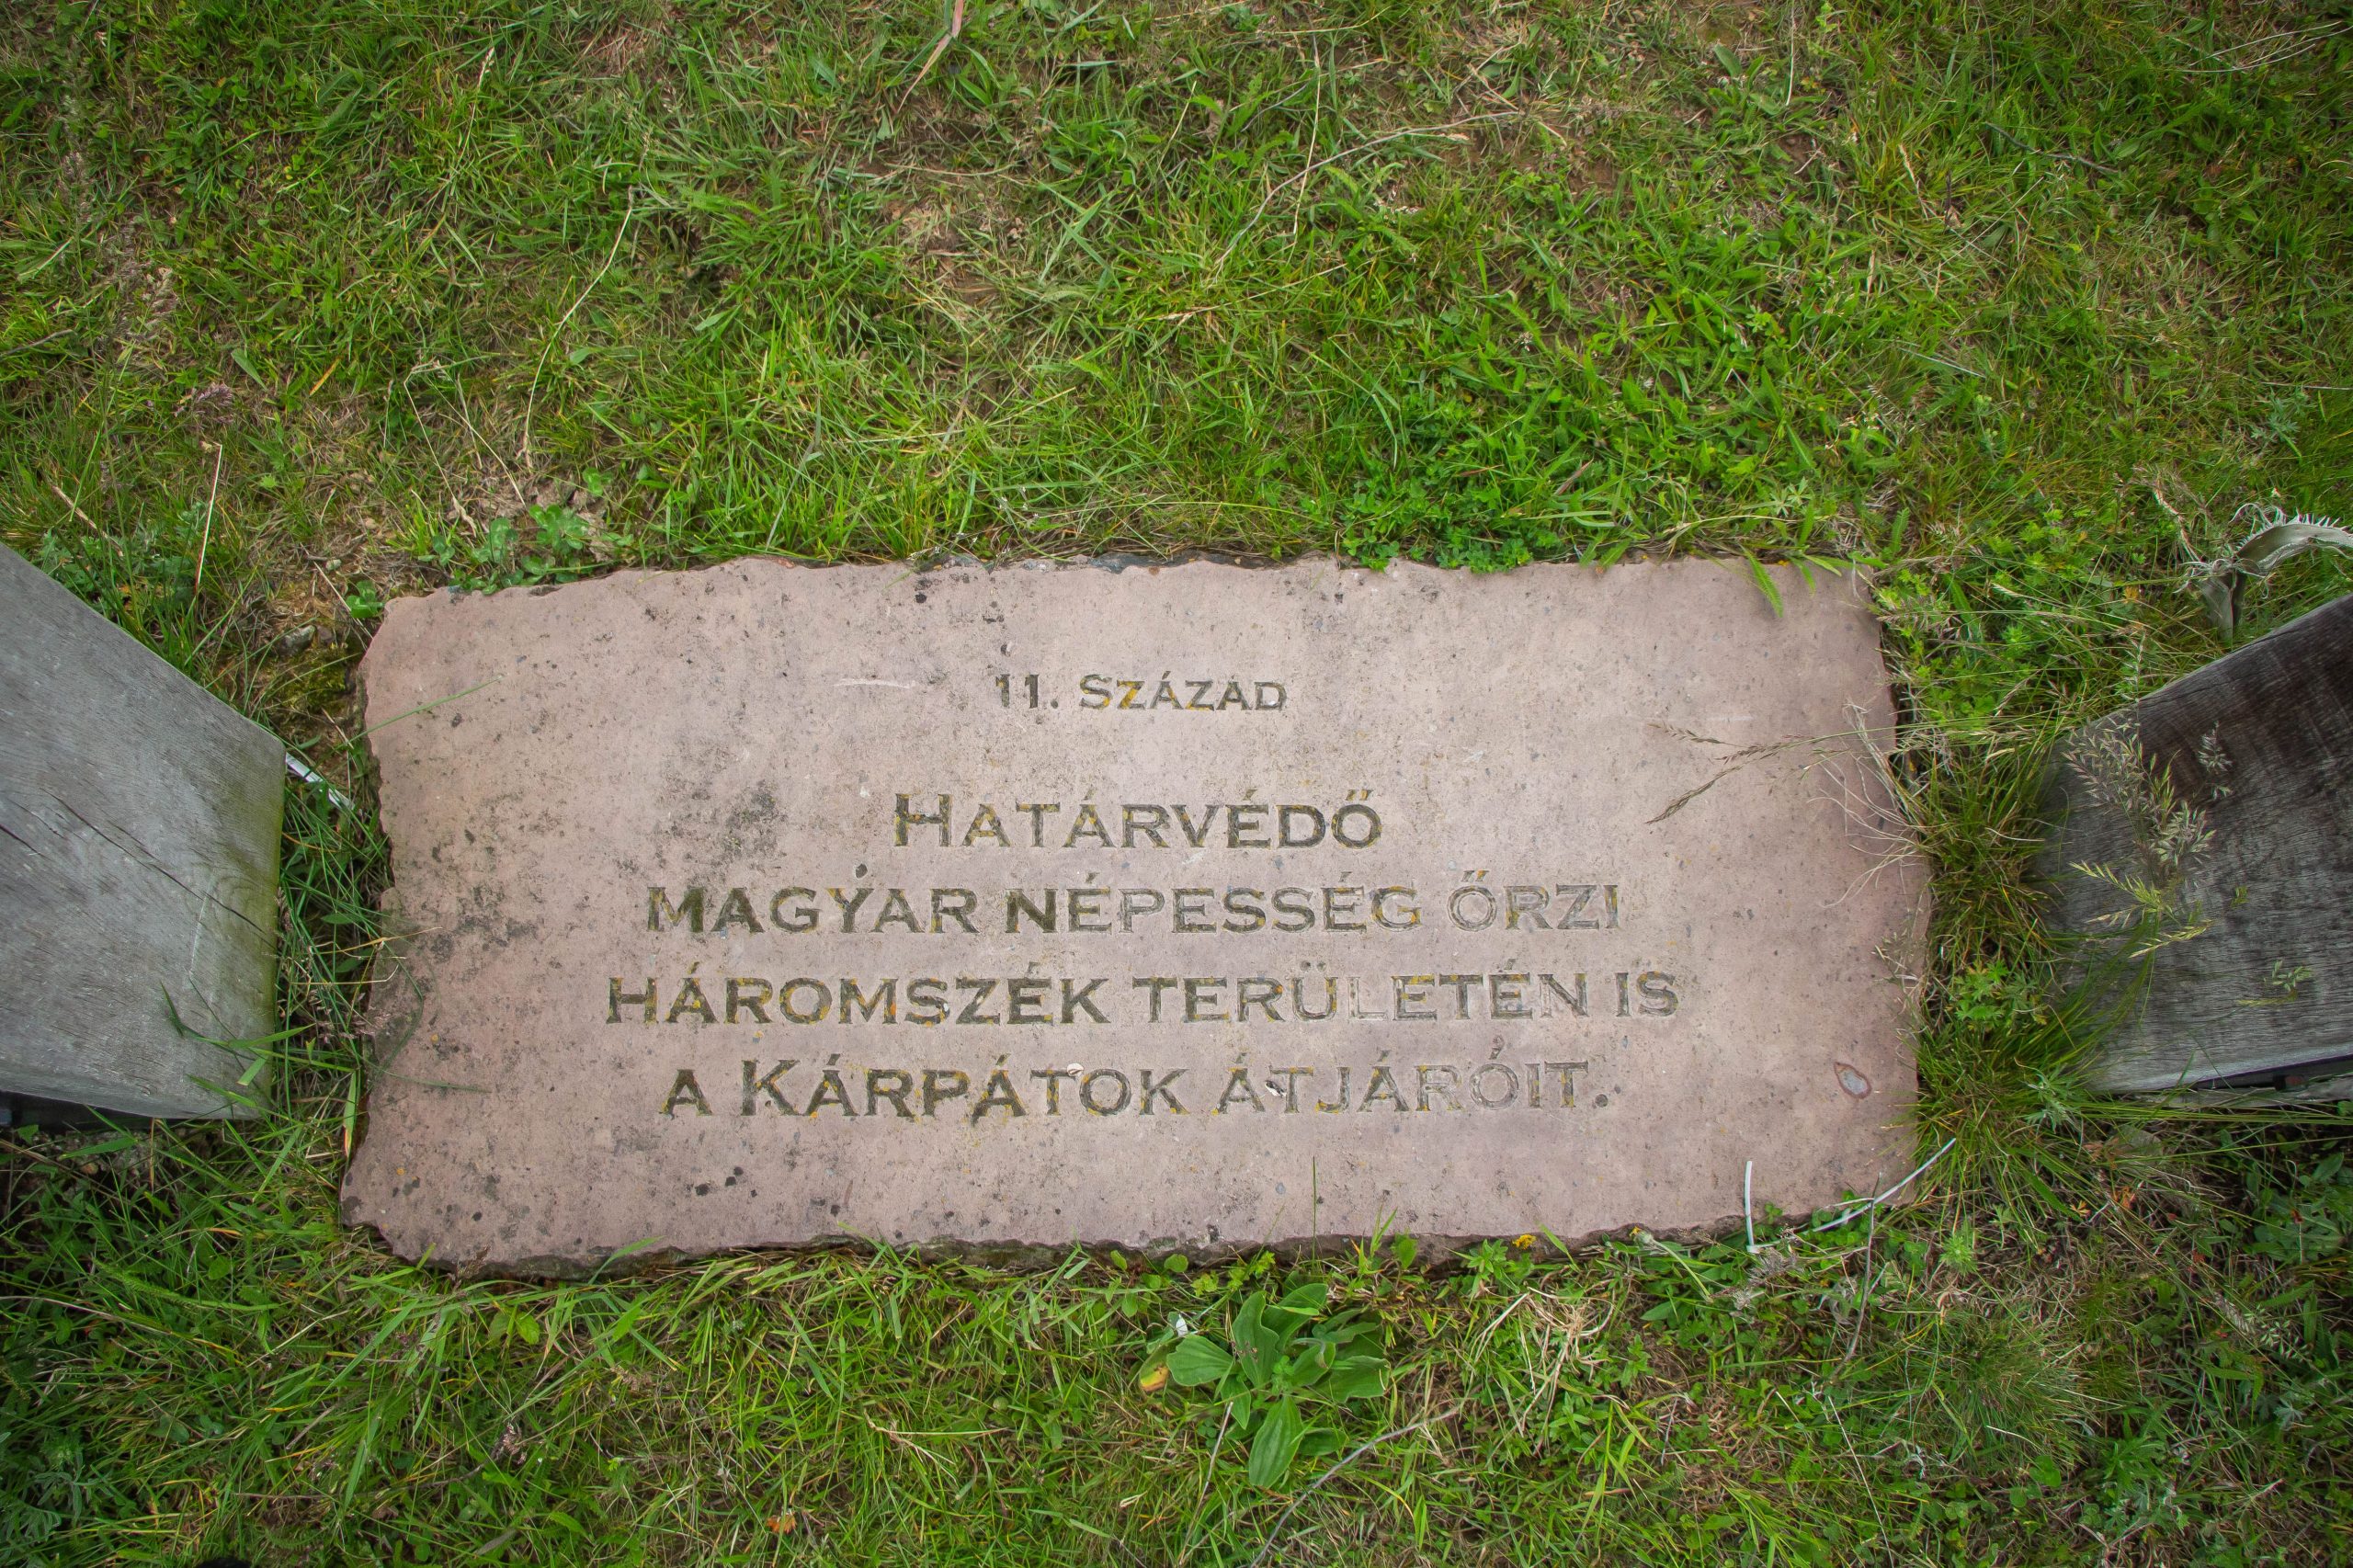 11. SZÁZAD
HATÁRVÉDŐ
MAGYAR NÉPESSÉG ŐRZI
HÁROMSZÉK TERÜLETÉN IS
A KÁRPÁTOK ÁTJÁRÓIT.